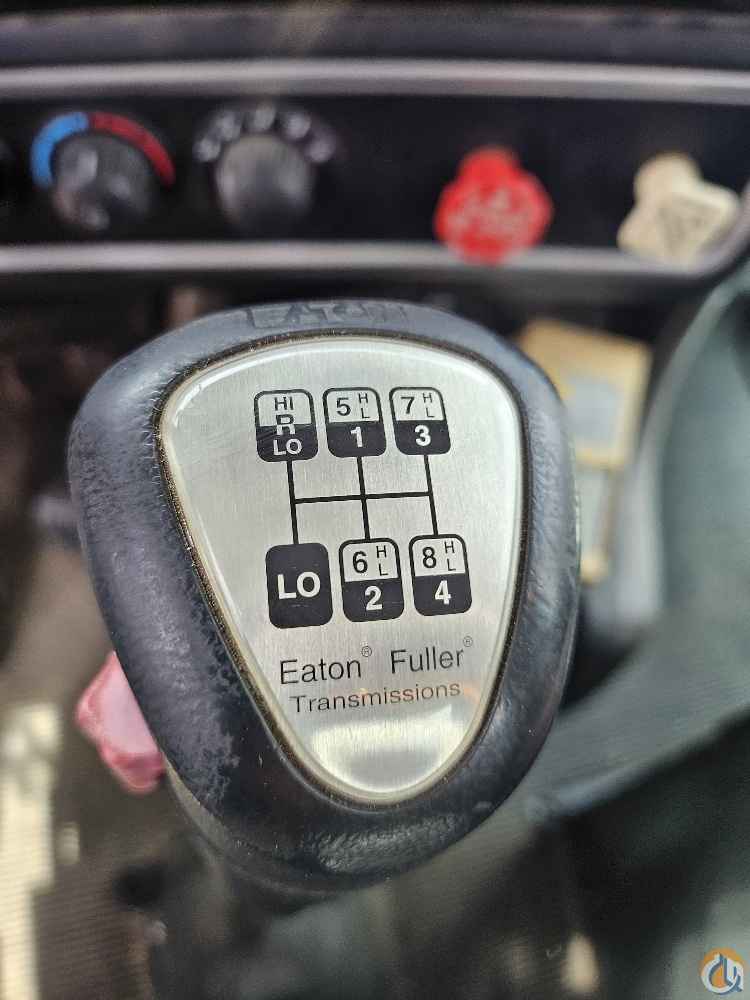 EATON
HI 5 H 7 H
R L L
LO 1 3
LO 6 H 8 H
L L
2 4
Eaton® Fuller®
Transmissions